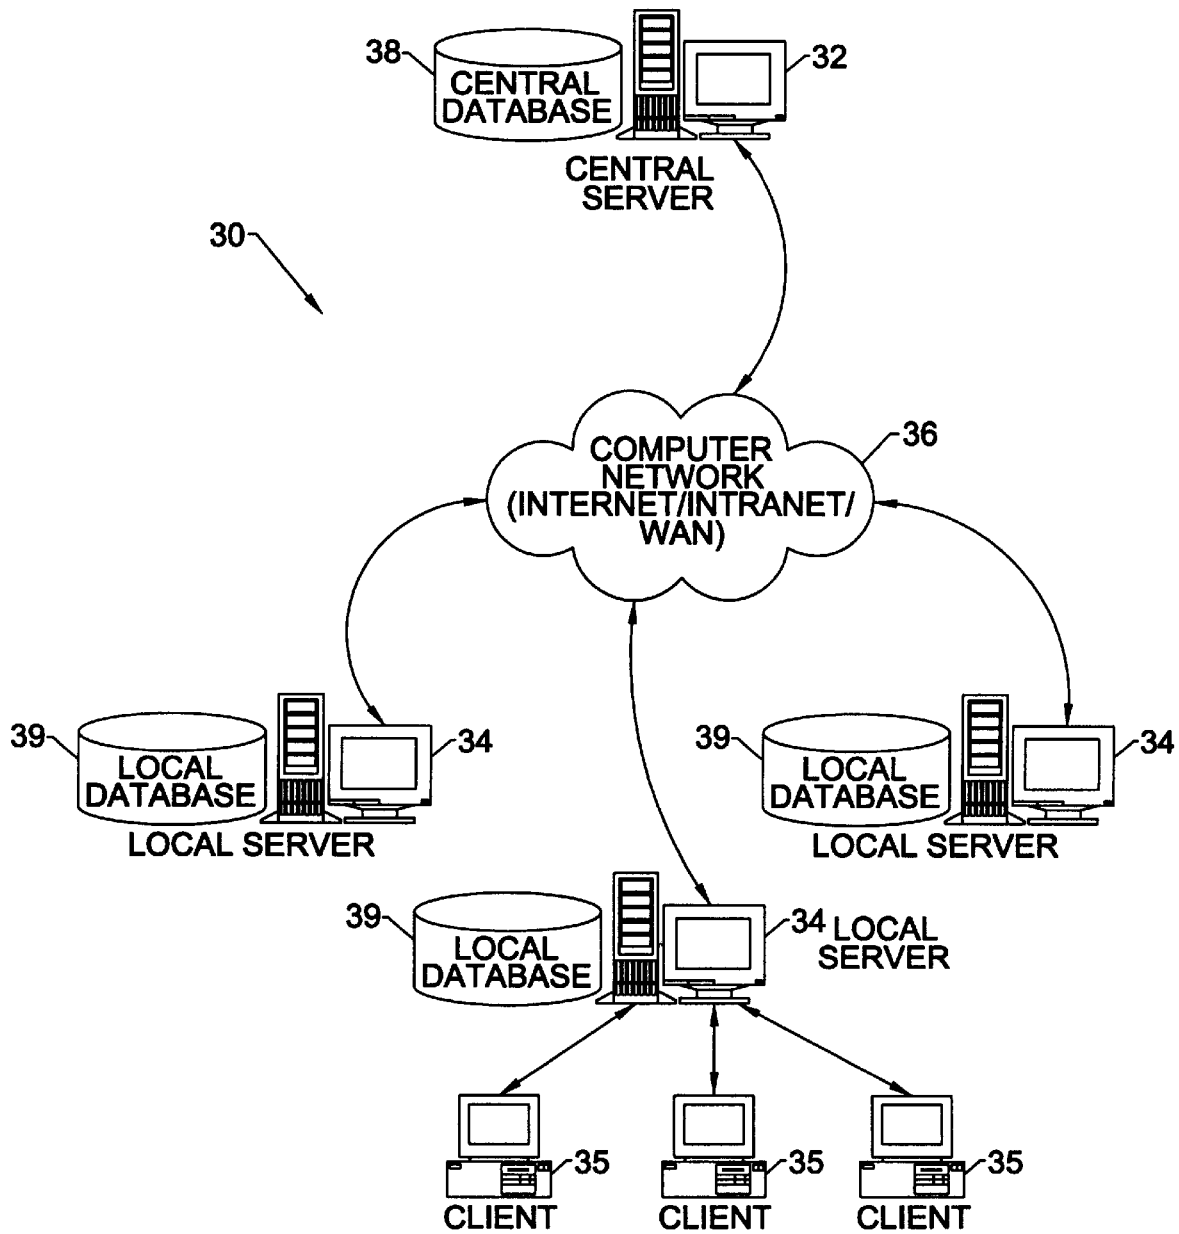 38
CENTRAL
DATABASE
32
CENTRAL
SERVER
30
COMPUTER
NETWORK
(INTERNET/INTRANET/
WAN)
36
39
LOCAL
DATABASE
34
LOCAL SERVER
39
LOCAL
DATABASE
34
LOCAL SERVER
39
LOCAL
DATABASE
34
LOCAL
SERVER
35
CLIENT
35
CLIENT
35
CLIENT